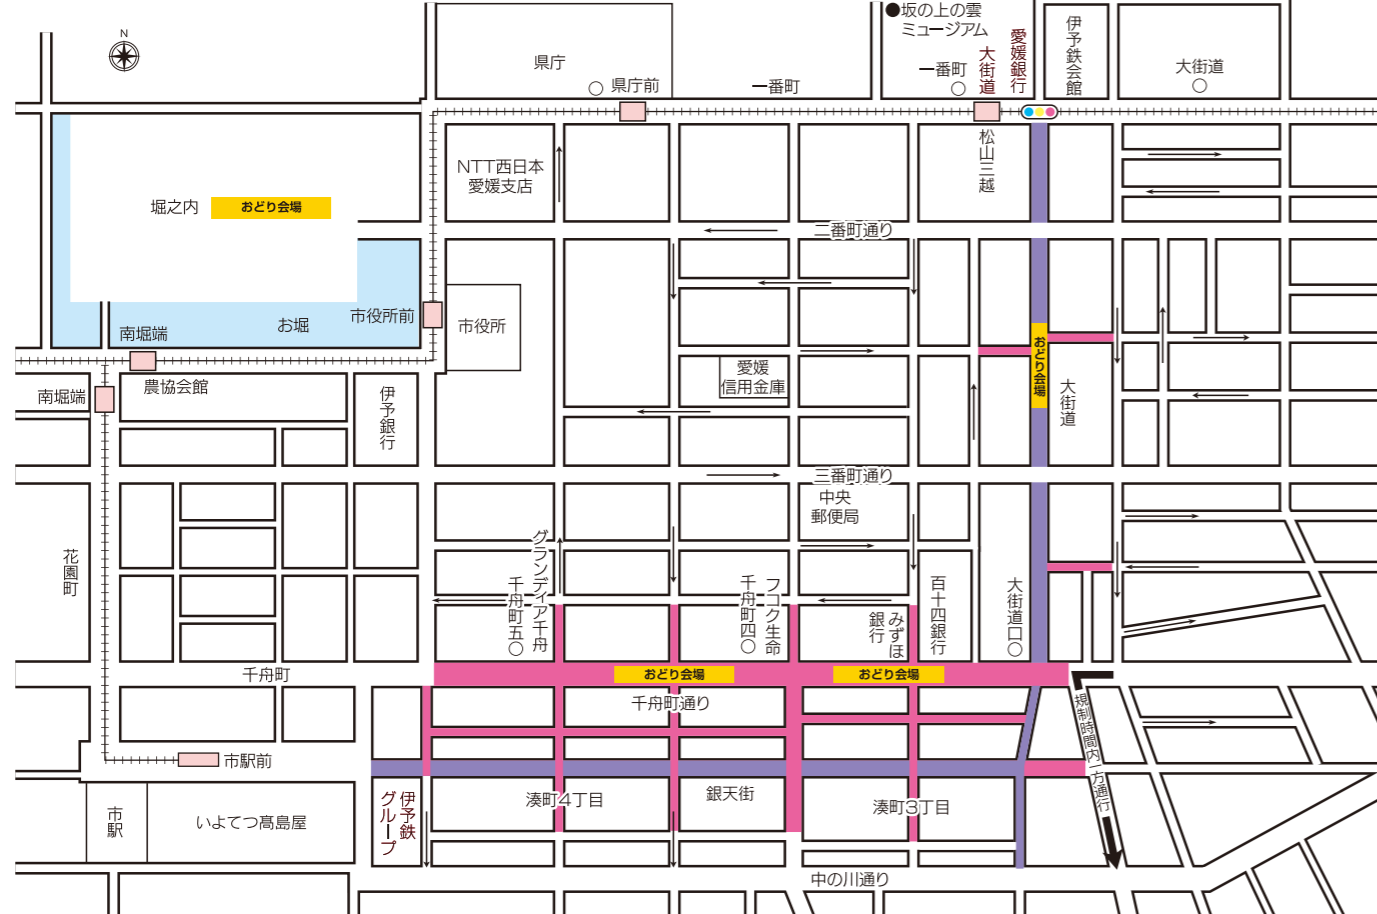 N
●坂の上の雲
ミュージアム
愛媛銀行
大街道
伊予鉄会館
県庁
県庁前
一番町
一番町
大街道
松山三越
NTT西日本
愛媛支店
堀之内
おどり会場
二番町通り
市役所前
市役所
お堀
南堀端
南堀端
農協会館
伊予銀行
愛媛
信用金庫
おどり会場
大街道
三番町通り
中央
郵便局
花園町
グランディア千舟
千舟町五
フコク生命
千舟町四
みずほ
銀行
百十四銀行
大街道口
千舟町
おどり会場
おどり会場
千舟町通り
規制時間内一方通行
市駅前
市駅
いよてつ髙島屋
伊予鉄
グループ
湊町4丁目
銀天街
湊町3丁目
中の川通り